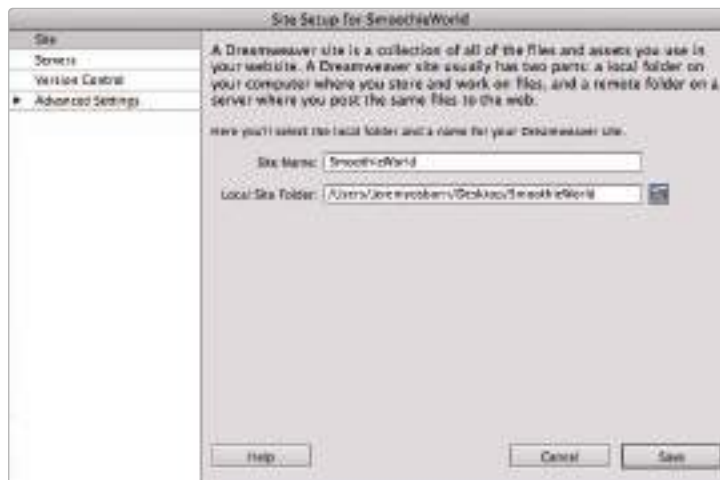 Site Setup for SmoothieWorld
Site
Servers
Version Control
Advanced Settings
A Dreamweaver site is a collection of all of the files and assets you use in
your website. A Dreamweaver site usually has two parts: a local folder on
your computer where you store and work on files, and a remote folder on a
server where you post the same files to the web.
Here you'll select the local folder and a name for your Dreamweaver site.
Site Name: SmoothieWorld
Local Site Folder: /Users/jeremyosborn/Desktop/SmoothieWorld
Help
Cancel
Save